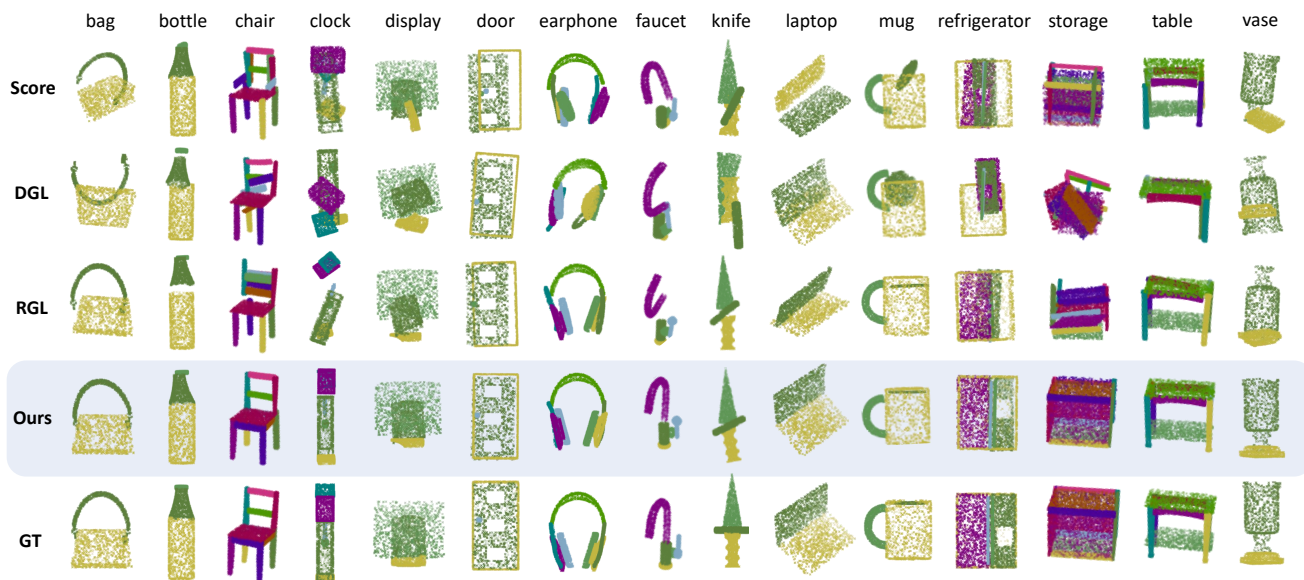 bag bottle chair clock display door earphone faucet knife laptop mug refrigerator storage table vase
Score
DGL
RGL
Ours
GT